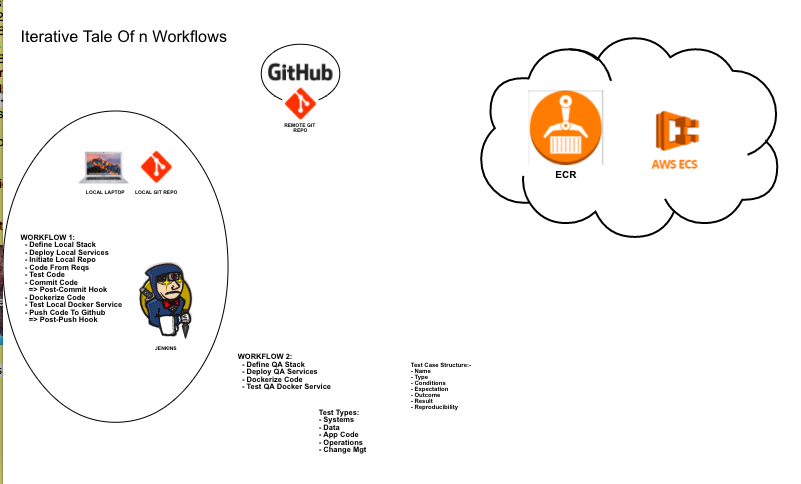 Iterative Tale Of n Workflows
GitHub
REMOTE GIT
REPO
ECR
AWS ECS
LOCAL LAPTOP
LOCAL GIT REPO
WORKFLOW 1:
- Define Local Stack
- Deploy Local Services
- Initiate Local Repo
- Code From Reqs
- Test Code
- Commit Code
=> Post-Commit Hook
- Dockerize Code
- Test Local Docker Service
- Push Code To Github
=> Post-Push Hook
JENKINS
WORKFLOW 2:
- Define QA Stack
- Deploy QA Services
- Dockerize Code
- Test QA Docker Service
Test Case Structure:-
- Name
- Type
- Conditions
- Expectation
- Outcome
- Result
- Reproducibility
Test Types:
- Systems
- Data
- App Code
- Operations
- Change Mgt